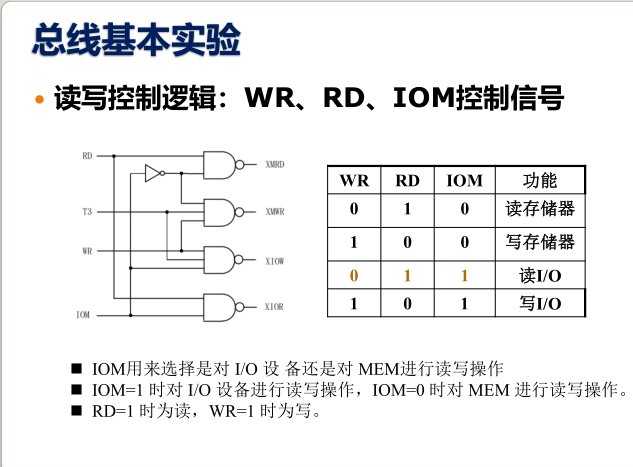 总线基本实验
• 读写控制逻辑：WR、RD、IOM控制信号
RD
XMRD
T3
XMWR
WR
XIOW
IOM
XIOR
WR RD IOM 功能
0 1 0 读存储器
1 0 0 写存储器
0 1 1 读I/O
1 0 1 写I/O
■ IOM用来选择是对 I/O 设 备还是对 MEM进行读写操作
■ IOM=1 时对 I/O 设备进行读写操作，IOM=0 时对 MEM 进行读写操作。
■ RD=1 时为读，WR=1 时为写。